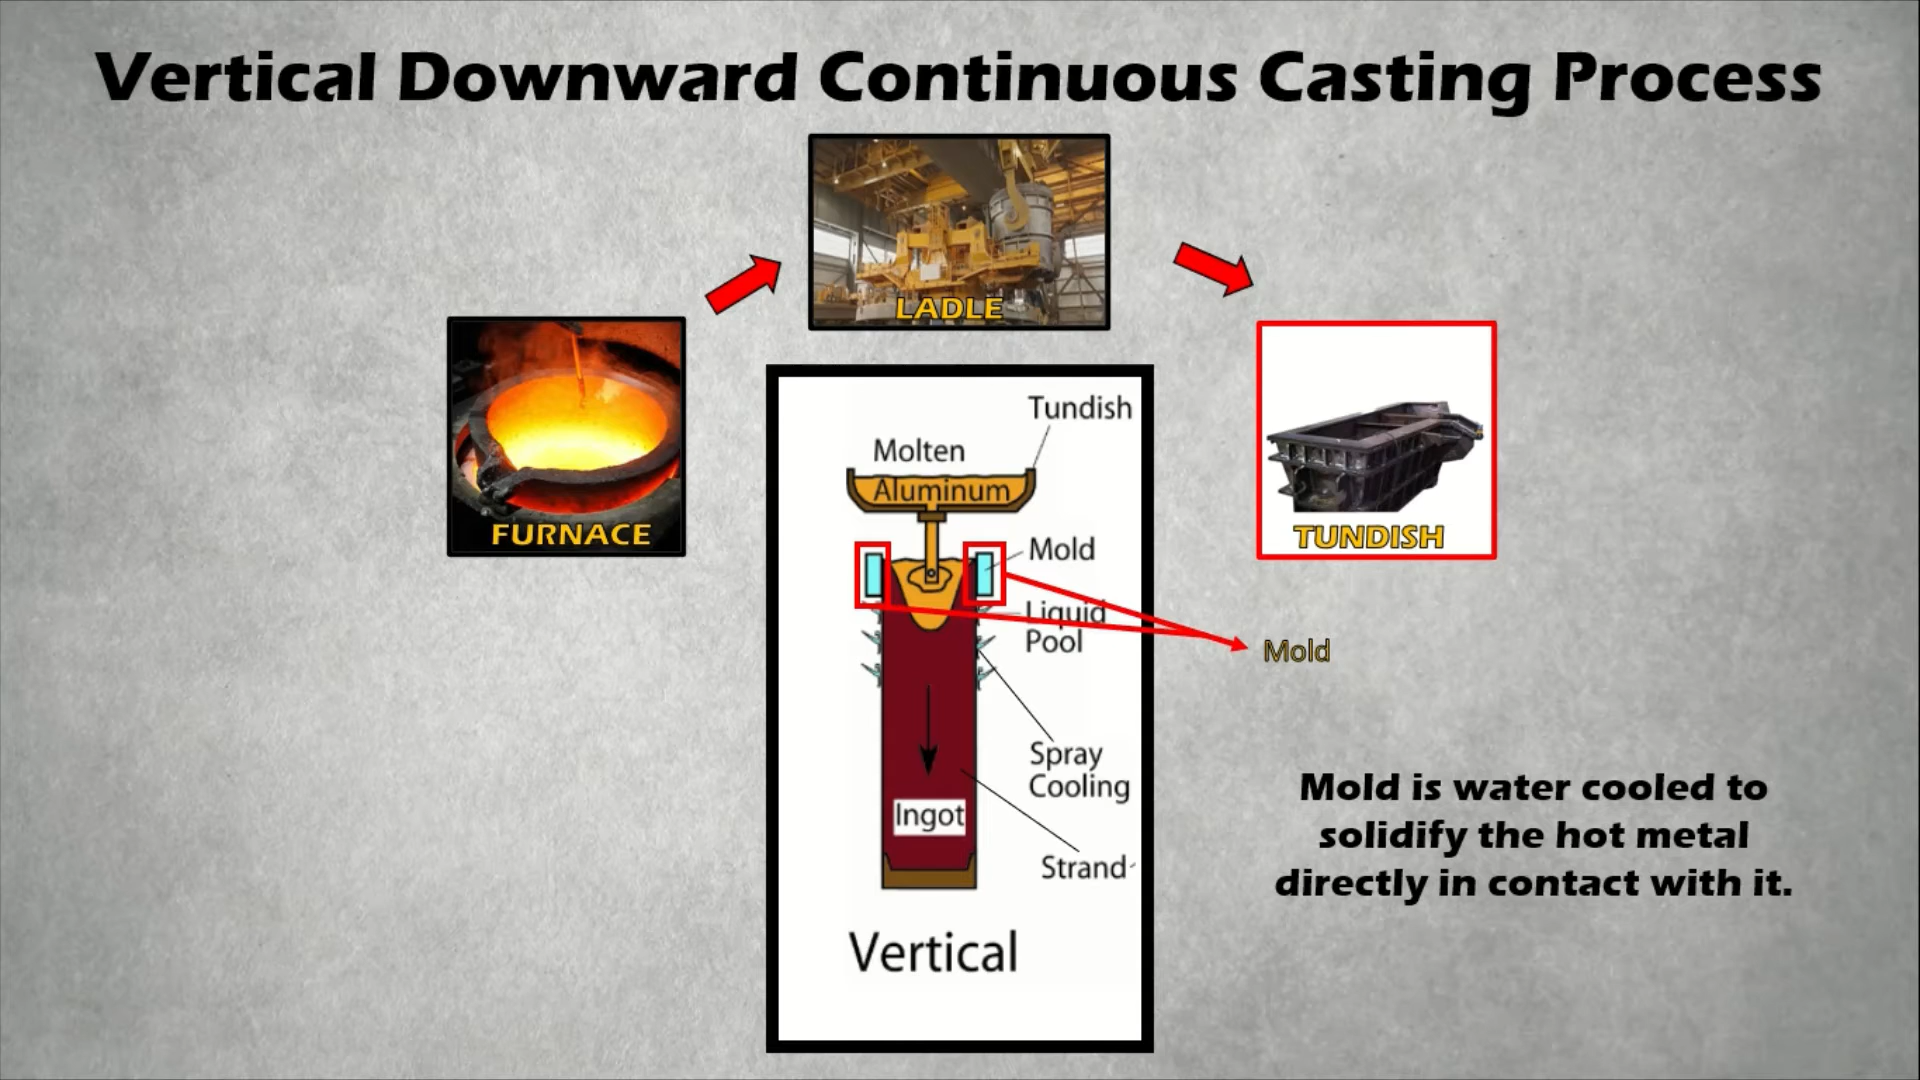 Vertical Downward Continuous Casting Process
LADLE
FURNACE
TUNDISH
Tundish
Molten
Aluminum
Mold
Liquid
Pool
Mold
Spray
Cooling
Ingot
Strand
Vertical
Mold is water cooled to
solidify the hot metal
directly in contact with it.